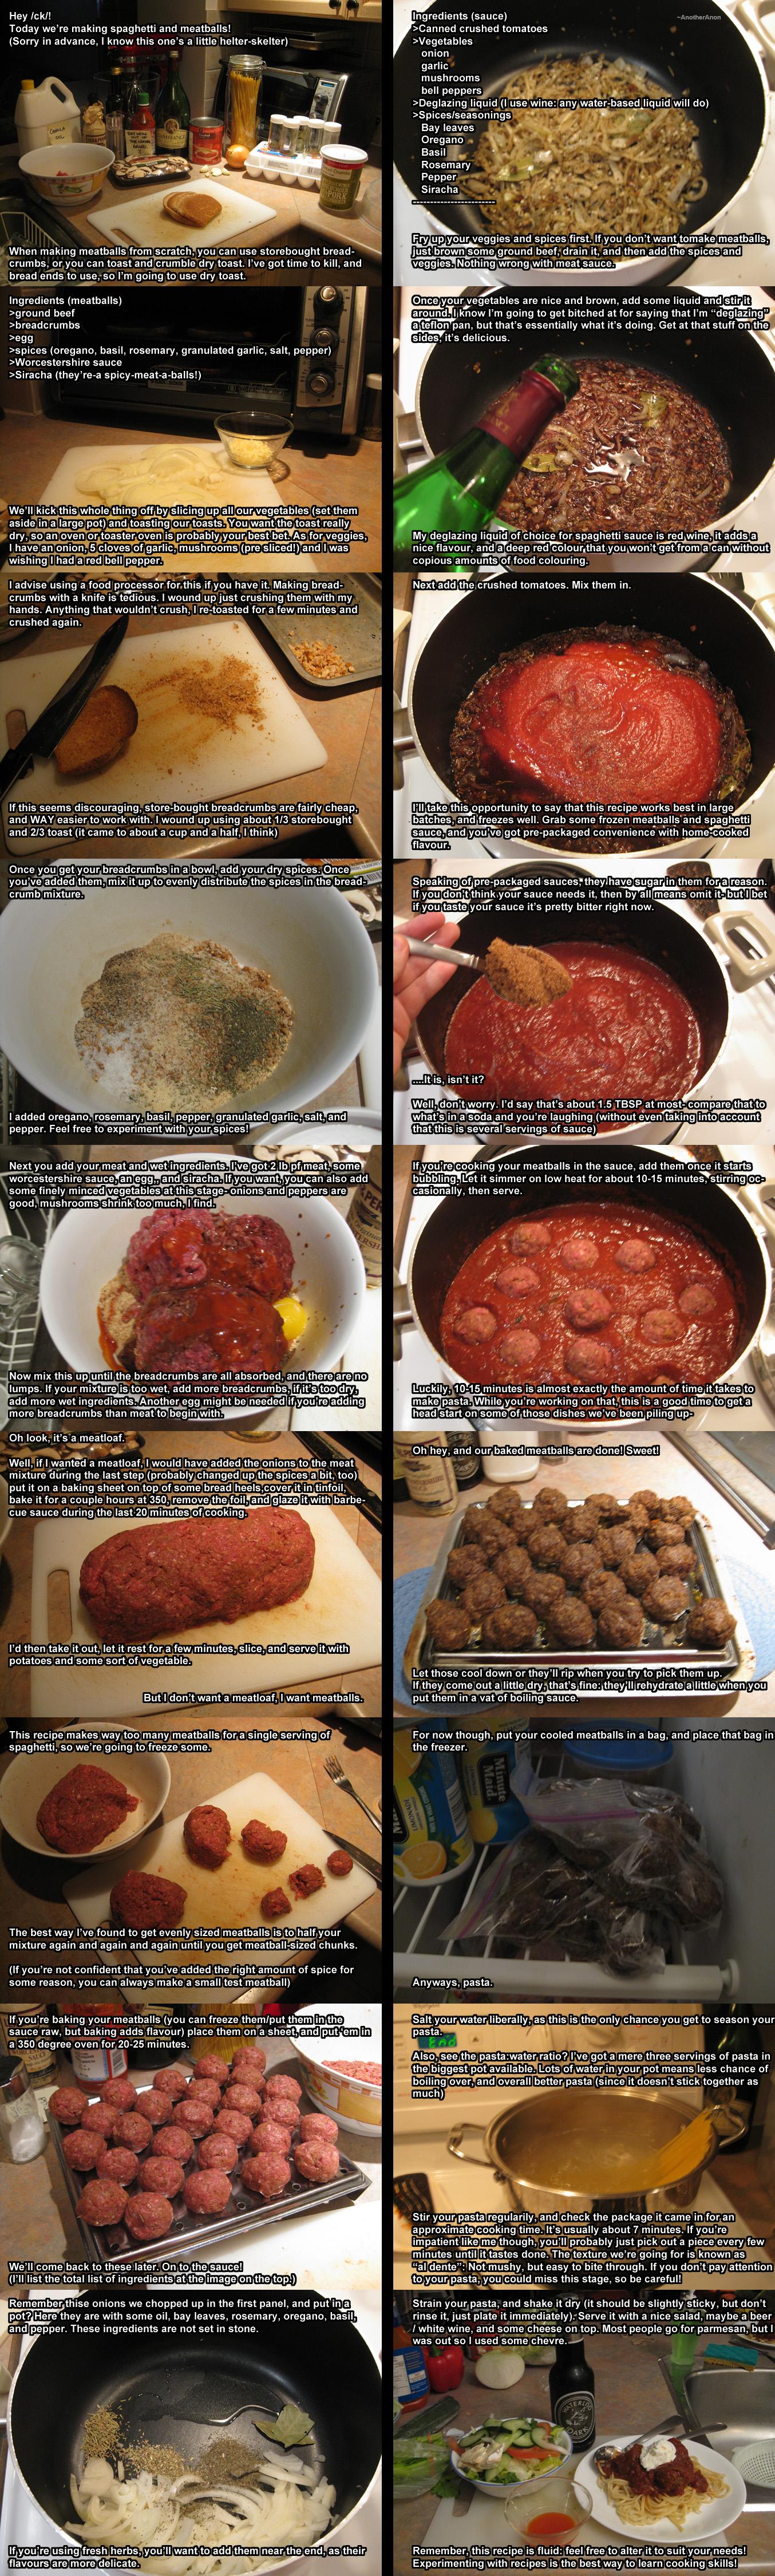 Hey /ck/!
Today we're making spaghetti and meatballs!
(Sorry in advance, I know this one's a little helter-skelter)
When making meatballs from scratch, you can use storebought bread-
crumbs, or you can toast and crumble dry toast. I've got time to kill, and
bread ends to use, so I'm going to use dry toast.
Ingredients (meatballs)
>ground beef
>breadcrumbs
>egg
>spices (oregano, basil, rosemary, granulated garlic, salt, pepper)
>Worcestershire sauce
>Siracha (they're-a spicy-meat-a-balls!)
We'll kick this whole thing off by slicing up all our vegetables (set them
aside in a large pot) and toasting our toasts. You want the toast really
dry, so an oven or toaster oven is probably your best bet. As for veggies,
I have an onion, 5 cloves of garlic, mushrooms (pre sliced!) and I was
wishing I had a red bell pepper.
I advise using a food processor for this if you have it. Making bread-
crumbs with a knife is tedious. I wound up just crushing them with my
hands. Anything that wouldn't crush, I re-toasted for a few minutes and
crushed again.
If this seems discouraging, store-bought breadcrumbs are fairly cheap,
and WAY easier to work with. I wound up using about 1/3 storebought
and 2/3 toast (it came to about a cup and a half, I think)
Once you get your breadcrumbs in a bowl, add your dry spices. Once
you've added them, mix it up to evenly distribute the spices in the bread-
crumb mixture.
I added oregano, rosemary, basil, pepper, granulated garlic, salt, and
pepper. Feel free to experiment with your spices!
Next you add your meat and wet ingredients. I've got 2 lb pf meat, some
worcestershire sauce, an egg,, and siracha. If you want, you can also add
some finely minced vegetables at this stage- onions and peppers are
good, mushrooms shrink too much, I find.
Now mix this up until the breadcrumbs are all absorbed, and there are no
lumps. If your mixture is too wet, add more breadcrumbs, if it's too dry,
add more wet ingredients. Another egg might be needed if you're adding
more breadcrumbs than meat to begin with.
Oh look, it's a meatloaf.
Well, if I wanted a meatloaf, I would have added the onions to the meat
mixture during the last step (probably changed up the spices a bit, too)
put it on a baking sheet on top of some bread heels,cover it in tinfoil,
bake it for a couple hours at 350, remove the foil, and glaze it with barbe-
cue sauce during the last 20 minutes of cooking.
I'd then take it out, let it rest for a few minutes, slice, and serve it with
potatoes and some sort of vegetable.
But I don't want a meatloaf, I want meatballs.
This recipe makes way too many meatballs for a single serving of
spaghetti, so we're going to freeze some.
The best way I've found to get evenly sized meatballs is to half your
mixture again and again and again until you get meatball-sized chunks.
(If you're not confident that you've added the right amount of spice for
some reason, you can always make a small test meatball)
If you're baking your meatballs (you can freeze them/put them in the
sauce raw, but baking adds flavour) place them on a sheet, and put 'em in
a 350 degree oven for 20-25 minutes.
We'll come back to these later. On to the sauce!
(I'll list the total list of ingredients at the image on the top.)
Remember thise onions we chopped up in the first panel, and put in a
pot? Here they are with some oil, bay leaves, rosemary, oregano, basil,
and pepper. These ingredients are not set in stone.
If you're using fresh herbs, you'll want to add them near the end, as their
flavours are more delicate.
Ingredients (sauce)
~AnotherAnon
>Canned crushed tomatoes
>Vegetables
onion
garlic
mushrooms
bell peppers
>Deglazing liquid (I use wine: any water-based liquid will do)
>Spices/seasonings
Bay leaves
Oregano
Basil
Rosemary
Pepper
Siracha
------------------------
Fry up your veggies and spices first. If you don't want tomake meatballs,
just brown some ground beef, drain it, and then add the spices and
veggies. Nothing wrong with meat sauce.
Once your vegetables are nice and brown, add some liquid and stir it
around. I know I'm going to get bitched at for saying that I'm "deglazing"
a teflon pan, but that's essentially what it's doing. Get at that stuff on the
sides, it's delicious.
My deglazing liquid of choice for spaghetti sauce is red wine, it adds a
nice flavour, and a deep red colour that you won't get from a can without
copious amounts of food colouring.
Next add the crushed tomatoes. Mix them in.
I'll take this opportunity to say that this recipe works best in large
batches, and freezes well. Grab some frozen meatballs and spaghetti
sauce, and you've got pre-packaged convenience with home-cooked
flavour.
Speaking of pre-packaged sauces, they have sugar in them for a reason.
If you don't think your sauce needs it, then by all means omit it- but I bet
if you taste your sauce it's pretty bitter right now.
....It is, isn't it?
Well, don't worry. I'd say that's about 1.5 TBSP at most- compare that to
what's in a soda and you're laughing (without even taking into account
that this is several servings of sauce)
If you're cooking your meatballs in the sauce, add them once it starts
bubbling. Let it simmer on low heat for about 10-15 minutes, stirring oc-
casionally, then serve.
Luckily, 10-15 minutes is almost exactly the amount of time it takes to
make pasta. While you're working on that, this is a good time to get a
head start on some of those dishes we've been piling up-
Oh hey, and our baked meatballs are done! Sweet!
Let those cool down or they'll rip when you try to pick them up.
If they come out a little dry, that's fine: they'll rehydrate a little when you
put them in a vat of boiling sauce.
For now though, put your cooled meatballs in a bag, and place that bag in
the freezer.
Minute
Maid
LEMONADE
Anyways, pasta.
Salt your water liberally, as this is the only chance you get to season your
pasta.
End
Also, see the pasta:water ratio? I've got a mere three servings of pasta in
the biggest pot available. Lots of water in your pot means less chance of
boiling over, and overall better pasta (since it doesn't stick together as
much)
Stir your pasta regularily, and check the package it came in for an
approximate cooking time. It's usually about 7 minutes. If you're
impatient like me though, you'll probably just pick out a piece every few
minutes until it tastes done. The texture we're going for is known as
"al dente": Not mushy, but easy to bite through. If you don't pay attention
to your pasta, you could miss this stage, so be careful!
Strain your pasta, and shake it dry (it should be slightly sticky, but don't
rinse it, just plate it immediately). Serve it with a nice salad, maybe a beer
/ white wine, and some cheese on top. Most people go for parmesan, but I
was out so I used some chevre.
WATERLOO
DARK
Remember, this recipe is fluid: feel free to alter it to suit your needs!
Experimenting with recipes is the best way to learn cooking skills!